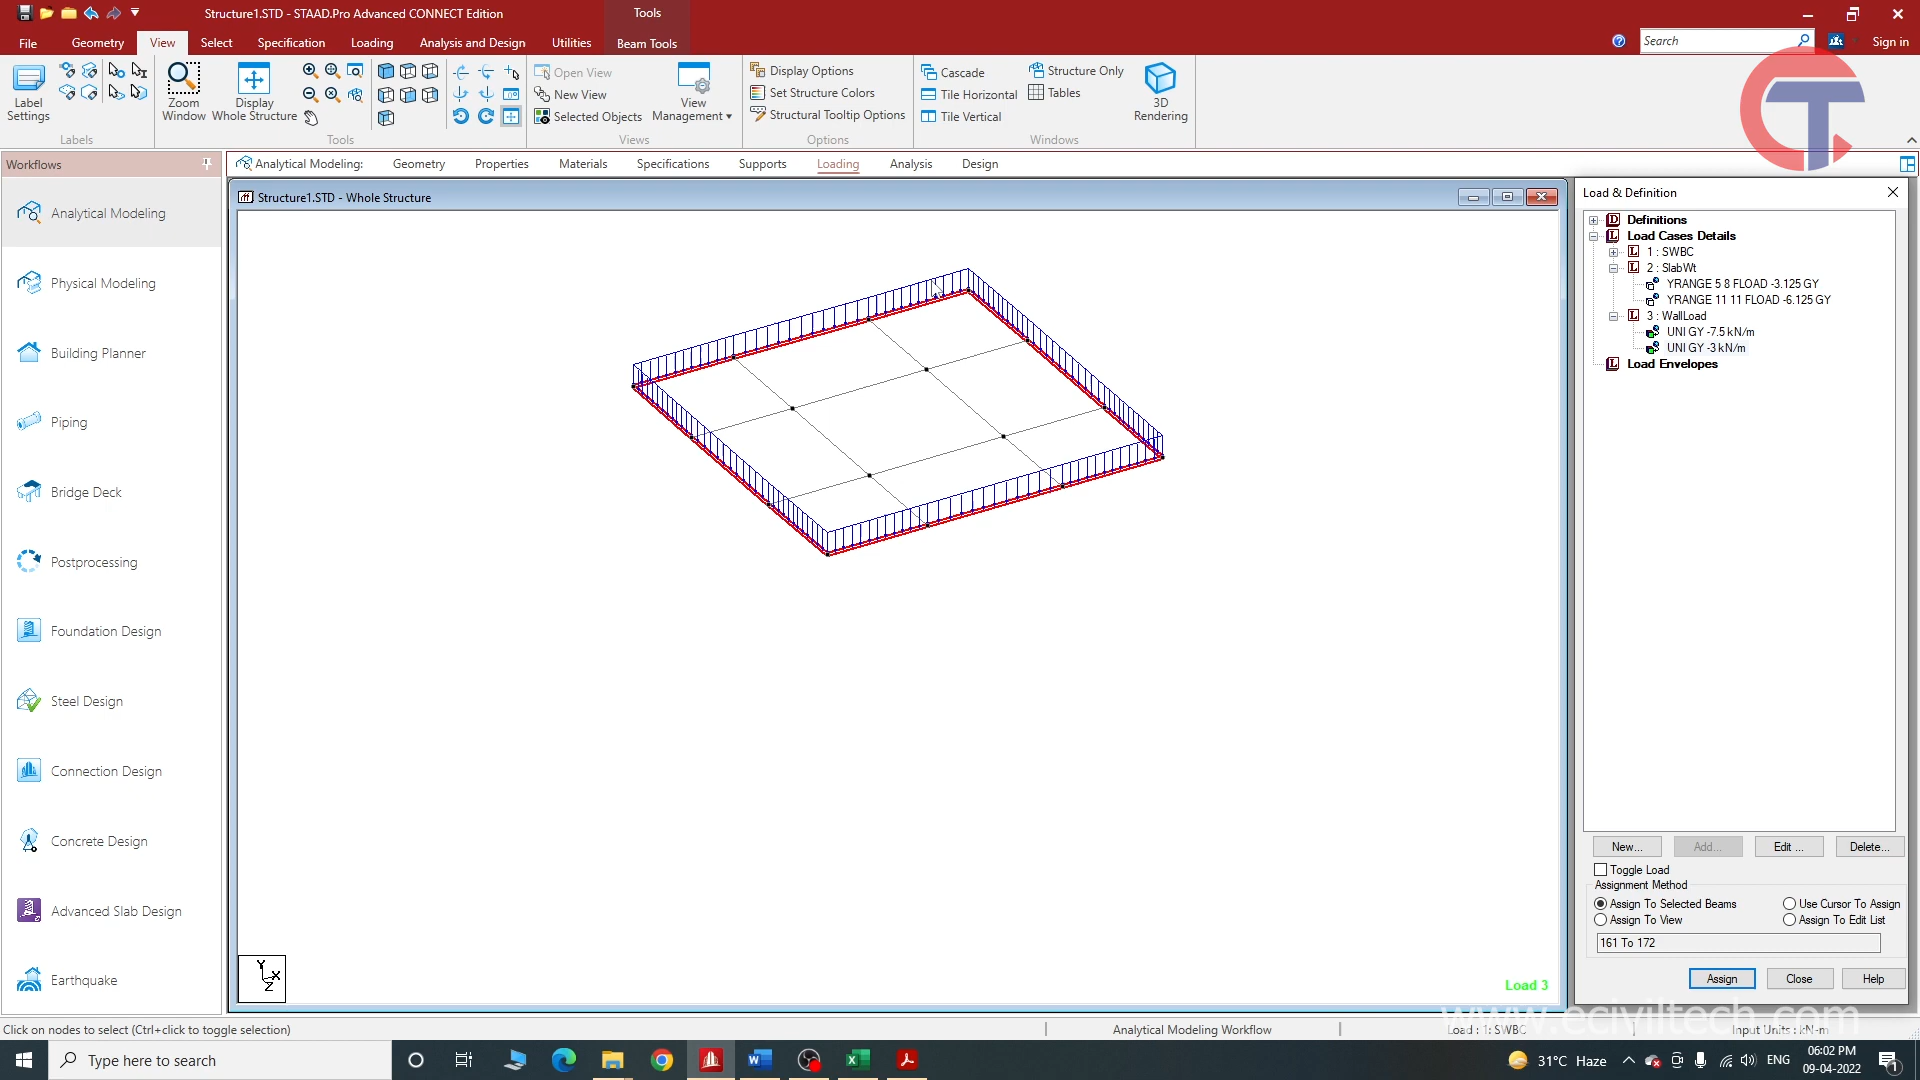 Structure1.STD - STAAD.Pro Advanced CONNECT Edition
Tools
File
Geometry
View
Select
Specification
Loading
Analysis and Design
Utilities
Beam Tools
Search
Sign in
Label Settings
Labels
Zoom Window
Display Whole Structure
Tools
Open View
New View
Selected Objects
View Management
Views
Display Options
Set Structure Colors
Structural Tooltip Options
Options
Cascade
Tile Horizontal
Tile Vertical
Structure Only
Tables
Windows
3D Rendering
Workflows
Analytical Modeling:
Geometry
Properties
Materials
Specifications
Supports
Loading
Analysis
Design
Analytical Modeling
Physical Modeling
Building Planner
Piping
Bridge Deck
Postprocessing
Foundation Design
Steel Design
Connection Design
Concrete Design
Advanced Slab Design
Earthquake
Structure1.STD - Whole Structure
Y
X
Z
Load 3
Load & Definition
Definitions
Load Cases Details
1 : SWBC
2 : SlabWt
YRANGE 5 8 FLOAD -3.125 GY
YRANGE 11 11 FLOAD -6.125 GY
3 : WallLoad
UNI GY -7.5 kN/m
UNI GY -3 kN/m
Load Envelopes
New...
Add...
Edit ...
Delete...
Toggle Load
Assignment Method
Assign To Selected Beams
Use Cursor To Assign
Assign To View
Assign To Edit List
161 To 172
Assign
Close
Help
www.eciviltech.com
Click on nodes to select (Ctrl+click to toggle selection)
Analytical Modeling Workflow
Load : 1: SWBC
Input Units : kN-m
Type here to search
31°C Haze
ENG
06:02 PM
09-04-2022
1